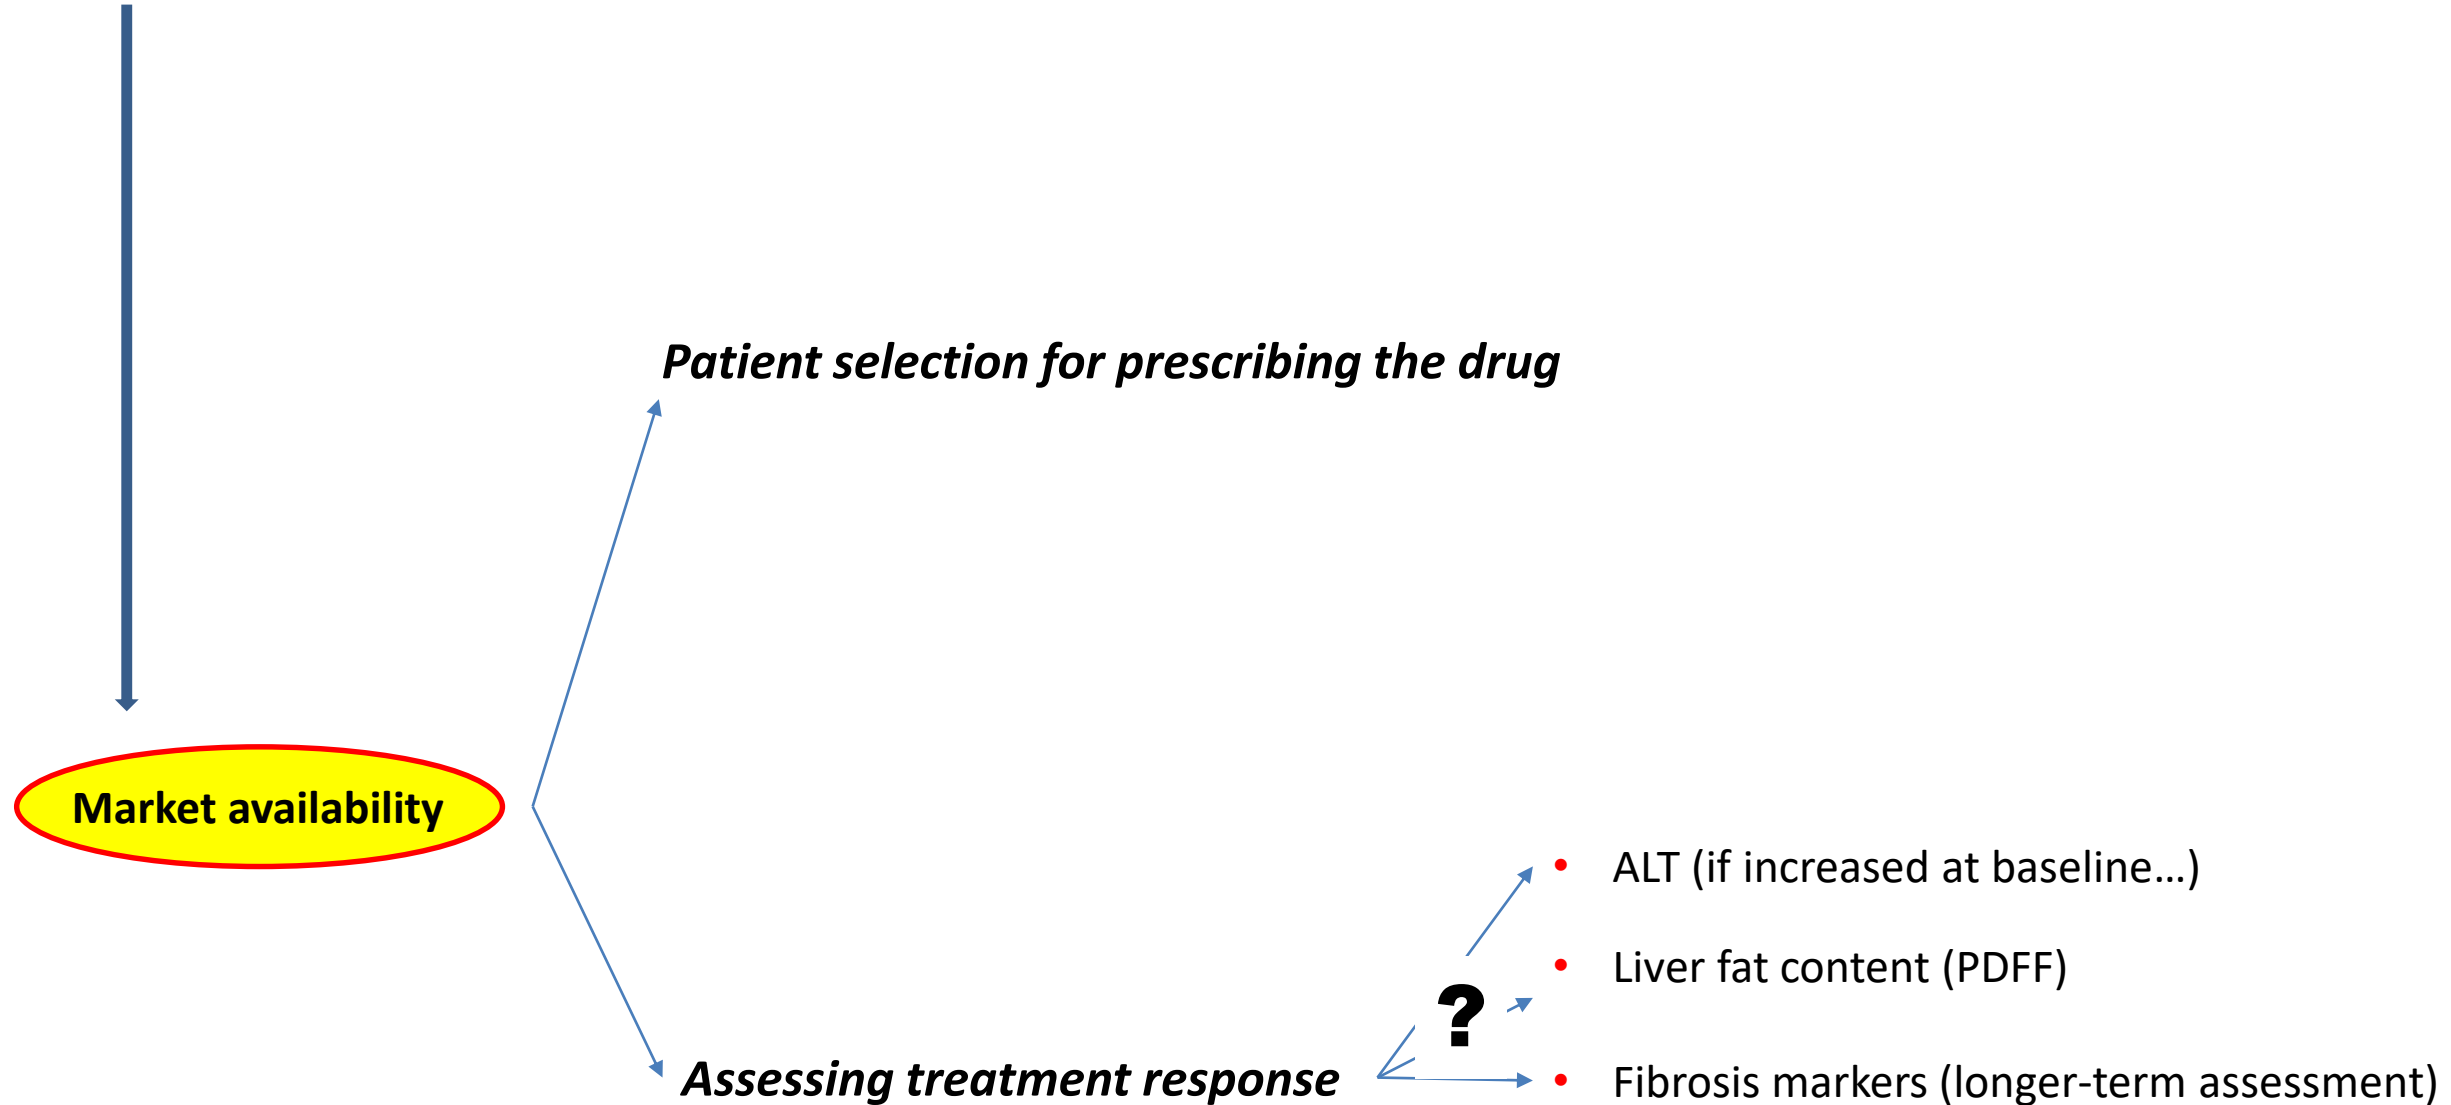 Patient selection for prescribing the drug
Market availability
• ALT (if increased at baseline…)
• Liver fat content (PDFF)
?
• Fibrosis markers (longer-term assessment)
Assessing treatment response